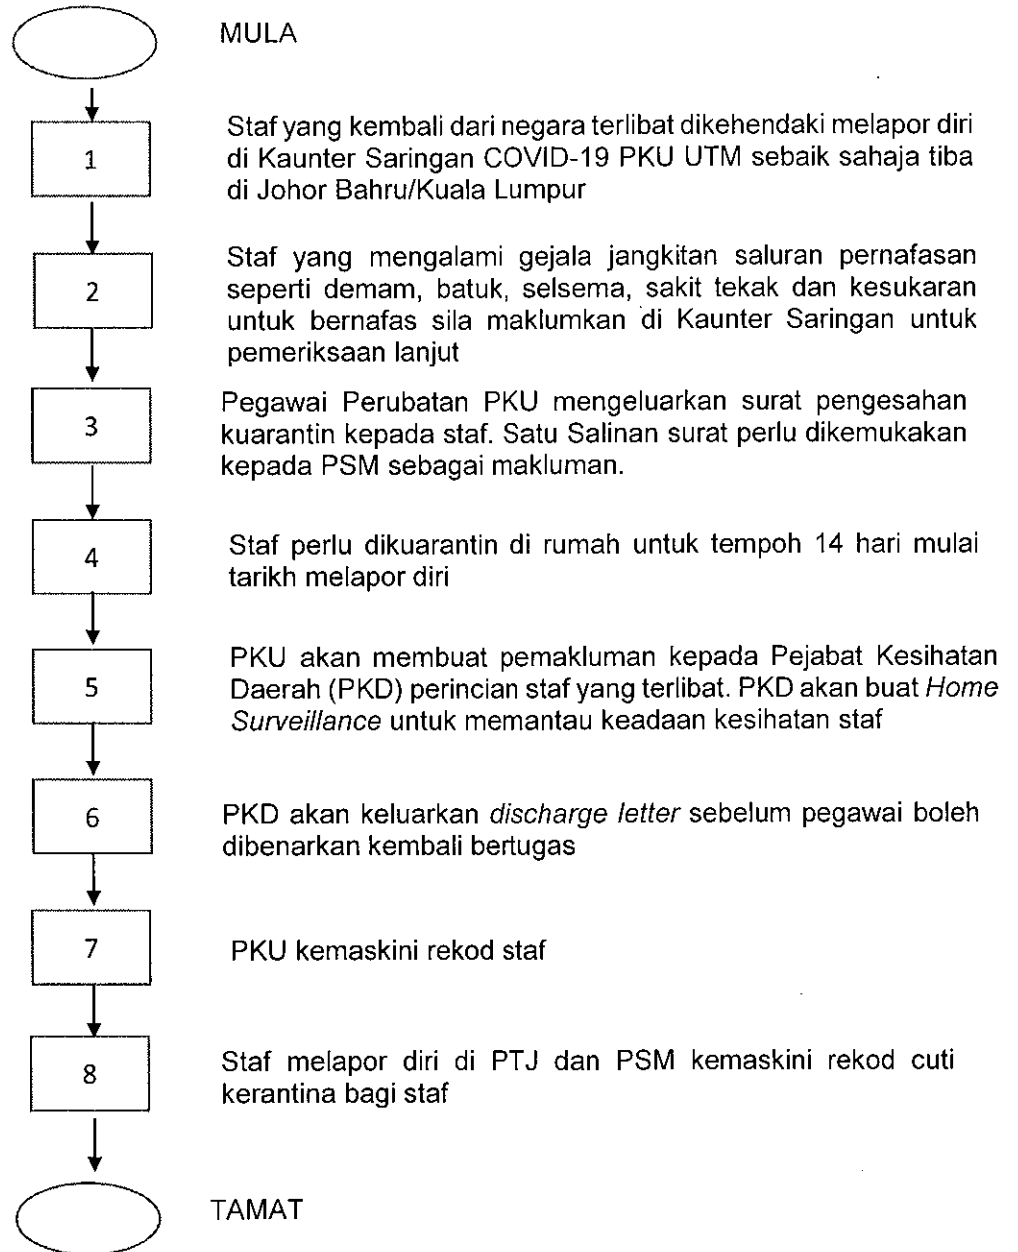 MULA
1
Staf yang kembali dari negara terlibat dikehendaki melapor diri
di Kaunter Saringan COVID-19 PKU UTM sebaik sahaja tiba
di Johor Bahru/Kuala Lumpur
2
Staf yang mengalami gejala jangkitan saluran pernafasan
seperti demam, batuk, selsema, sakit tekak dan kesukaran
untuk bernafas sila maklumkan di Kaunter Saringan untuk
pemeriksaan lanjut
3
Pegawai Perubatan PKU mengeluarkan surat pengesahan
kuarantin kepada staf. Satu Salinan surat perlu dikemukakan
kepada PSM sebagai makluman.
4
Staf perlu dikuarantin di rumah untuk tempoh 14 hari mulai
tarikh melapor diri
5
PKU akan membuat pemakluman kepada Pejabat Kesihatan
Daerah (PKD) perincian staf yang terlibat. PKD akan buat Home
Surveillance untuk memantau keadaan kesihatan staf
6
PKD akan keluarkan discharge letter sebelum pegawai boleh
dibenarkan kembali bertugas
7
PKU kemaskini rekod staf
8
Staf melapor diri di PTJ dan PSM kemaskini rekod cuti
kerantina bagi staf
TAMAT